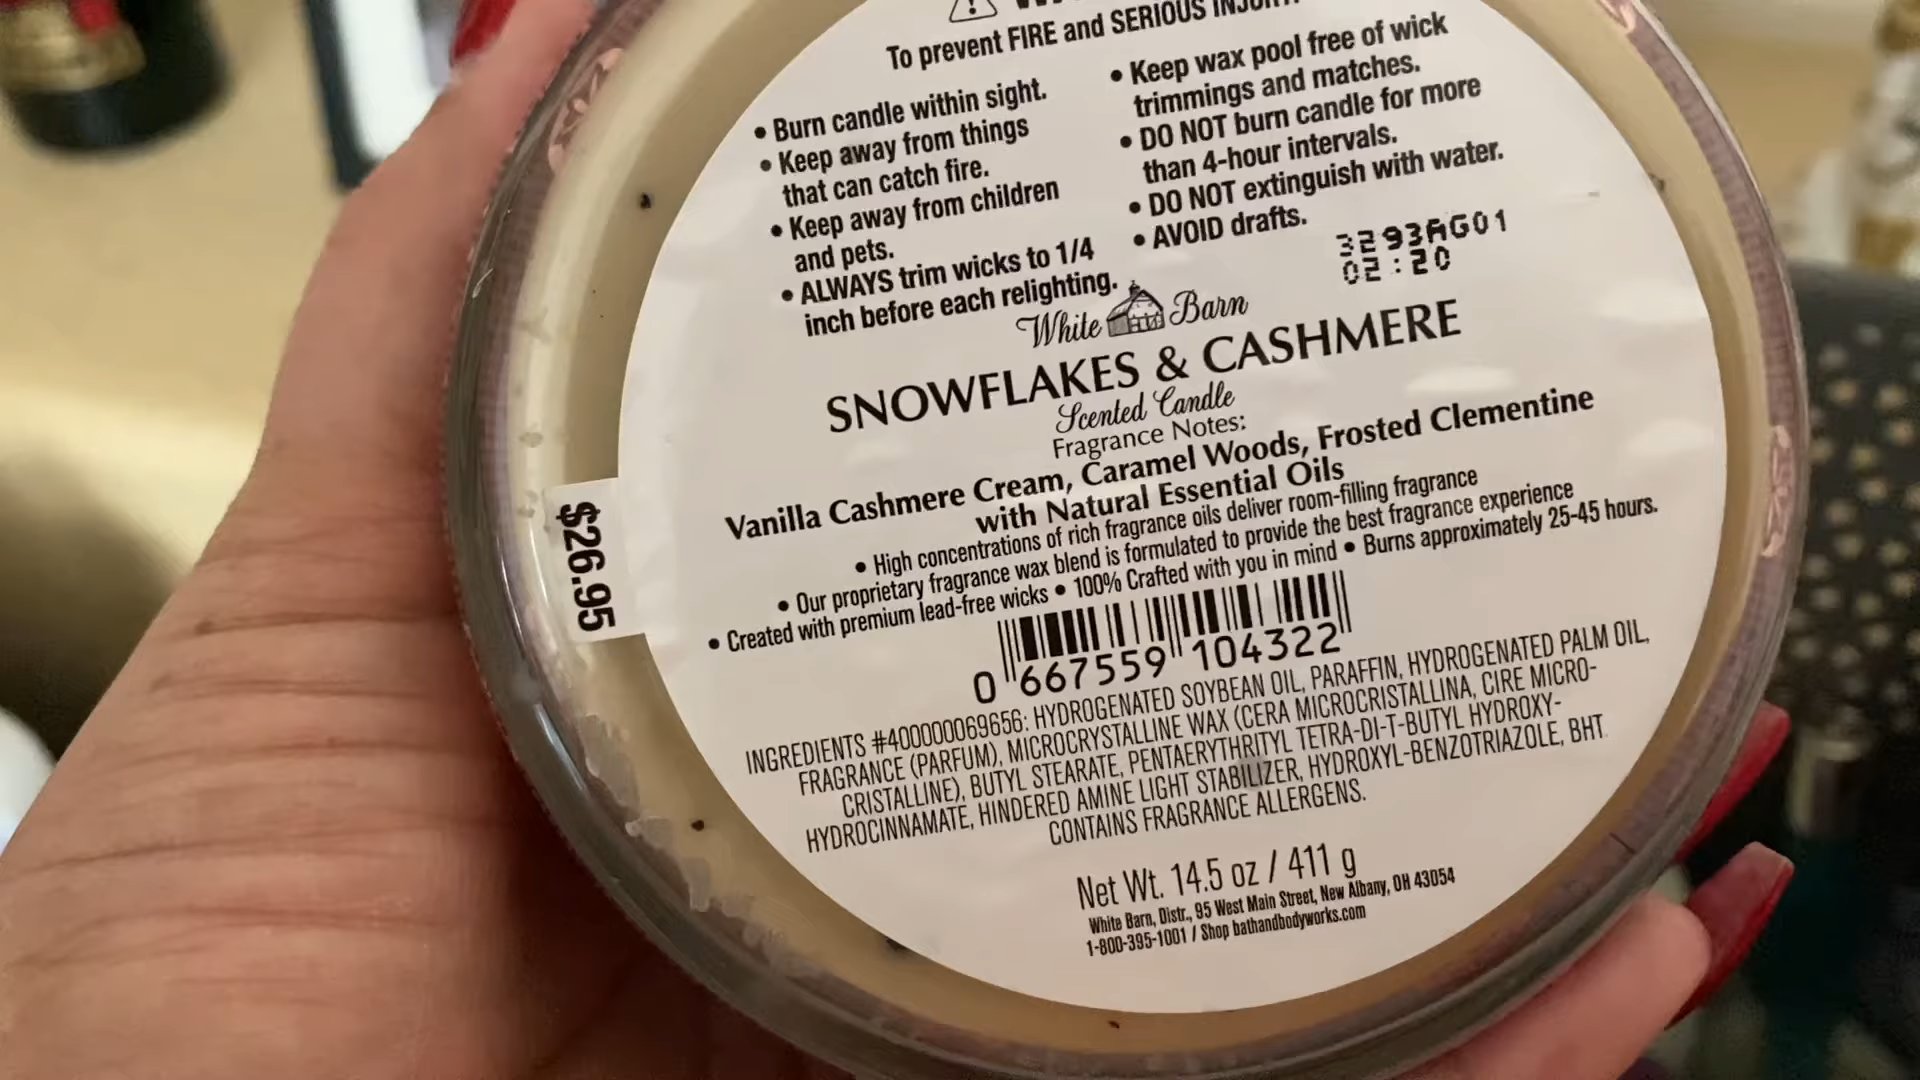 To prevent FIRE and SERIOUS
• Burn candle within sight.
• Keep away from things
that can catch fire.
• Keep away from children
and pets.
• ALWAYS trim wicks to 1/4
inch before each relighting.
• Keep wax pool free of wick
trimmings and matches.
• DO NOT burn candle for more
than 4-hour intervals.
• DO NOT extinguish with water.
• AVOID drafts.
3293AG01
02:20
White Barn
SNOWFLAKES & CASHMERE
Scented Candle
Fragrance Notes:
Vanilla Cashmere Cream, Caramel Woods, Frosted Clementine
with Natural Essential Oils
• High concentrations of rich fragrance oils deliver room-filling fragrance
• Our proprietary fragrance wax blend is formulated to provide the best fragrance experience
• Created with premium lead-free wicks • 100% Crafted with you in mind • Burns approximately 25-45 hours.
$26.95
0 667559 104322
INGREDIENTS #400000069656: HYDROGENATED SOYBEAN OIL, PARAFFIN, HYDROGENATED PALM OIL,
FRAGRANCE (PARFUM), MICROCRYSTALLINE WAX (CERA MICROCRISTALLINA, CIRE MICRO-
CRISTALLINE), BUTYL STEARATE, PENTAERYTHRITYL TETRA-DI-T-BUTYL HYDROXY-
HYDROCINNAMATE, HINDERED AMINE LIGHT STABILIZER, HYDROXYL-BENZOTRIAZOLE, BHT.
CONTAINS FRAGRANCE ALLERGENS.
Net Wt. 14.5 oz / 411 g
White Barn, Distr., 95 West Main Street, New Albany, OH 43054
1-800-395-1001 / Shop bathandbodyworks.com